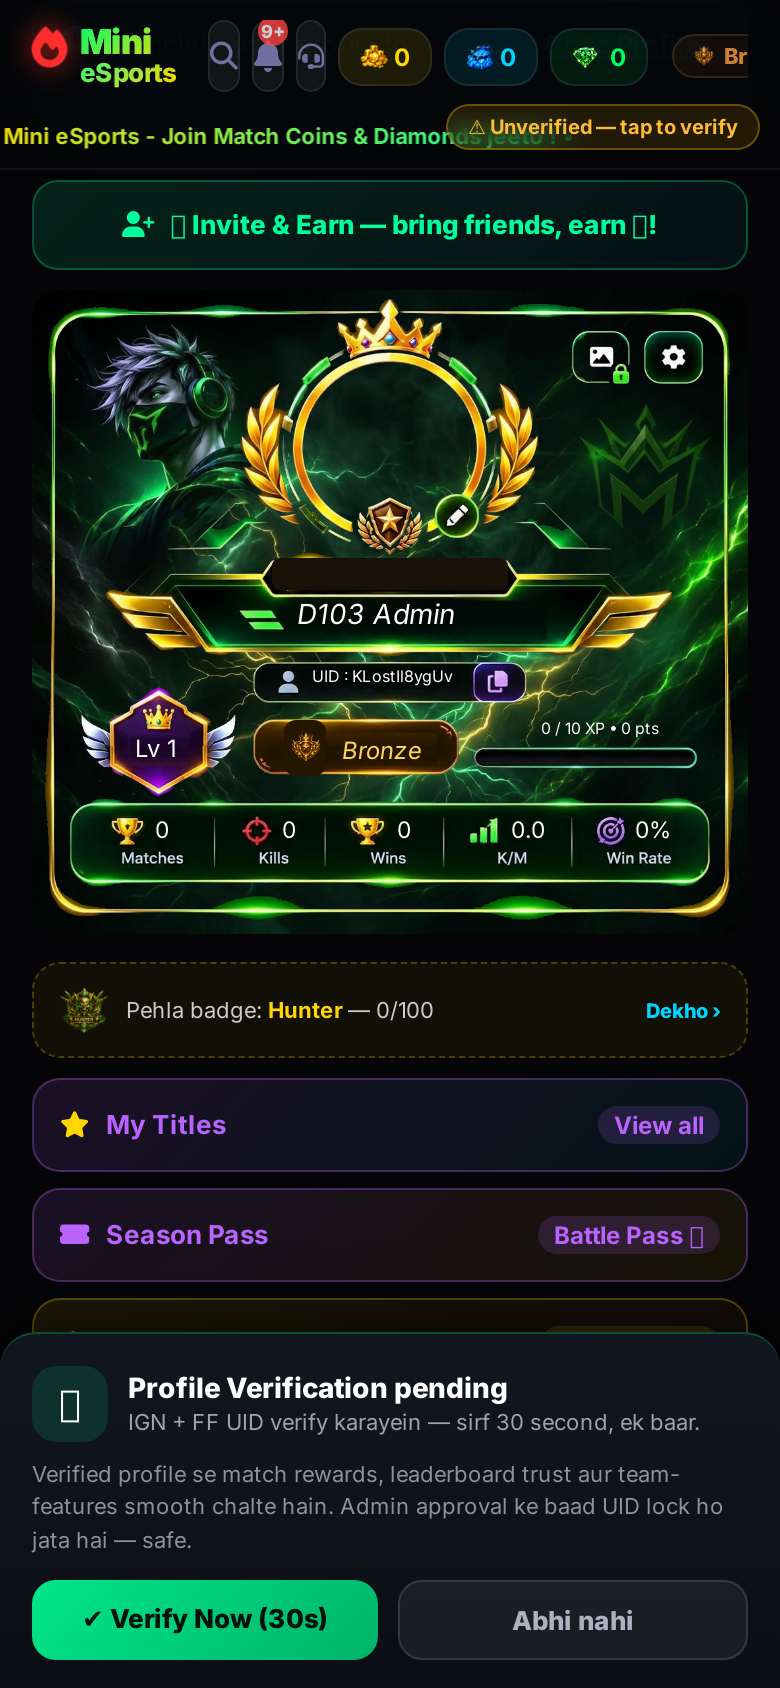 Mini
eSports
9+
0
0
0
Br
Mini eSports - Join Match Coins & Diamonds jeeto !
⚠ Unverified — tap to verify
Invite & Earn — bring friends, earn !
D103 Admin
UID : KLostII8ygUv
Lv 1
Bronze
0 / 10 XP • 0 pts
0
0
0
0.0
0%
Matches
Kills
Wins
K/M
Win Rate
Pehla badge: Hunter — 0/100
Dekho ›
My Titles
View all
Season Pass
Battle Pass
Profile Verification pending
IGN + FF UID verify karayein — sirf 30 second, ek baar.
Verified profile se match rewards, leaderboard trust aur team-
features smooth chalte hain. Admin approval ke baad UID lock ho
jata hai — safe.
✔ Verify Now (30s)
Abhi nahi